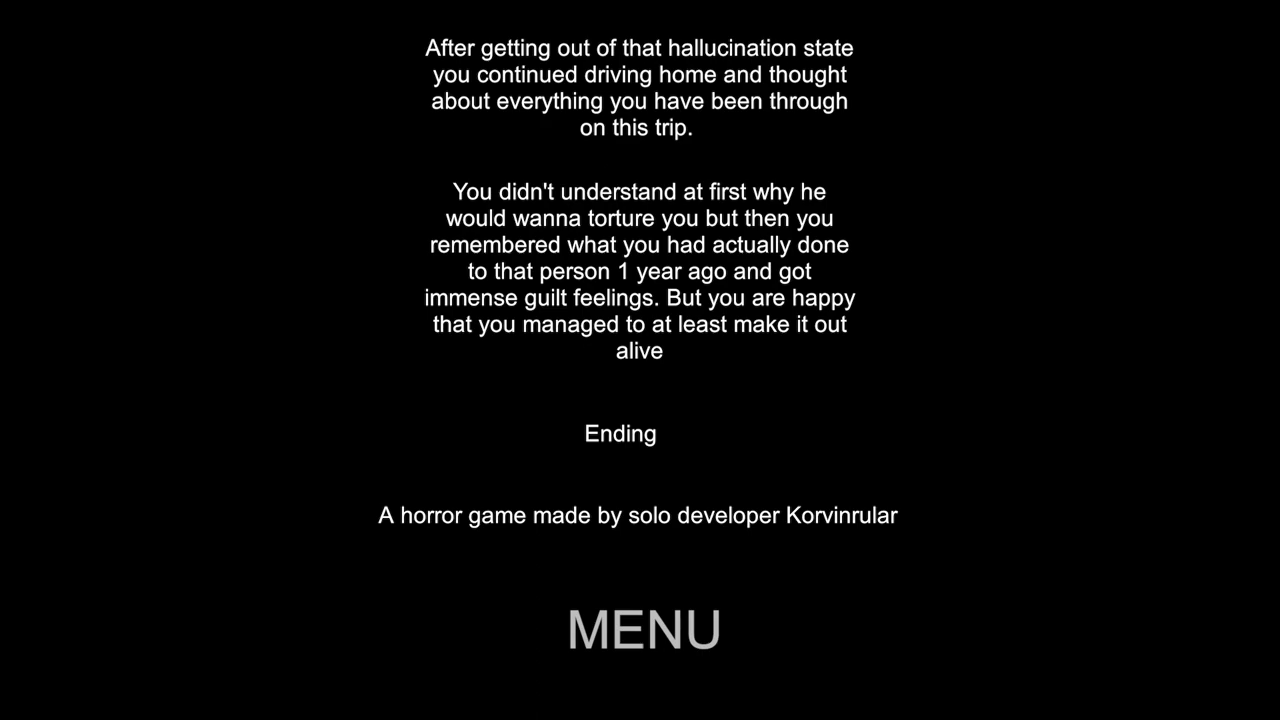 After getting out of that hallucination state
you continued driving home and thought
about everything you have been through
on this trip.
You didn't understand at first why he
would wanna torture you but then you
remembered what you had actually done
to that person 1 year ago and got
immense guilt feelings. But you are happy
that you managed to at least make it out
alive
Ending
A horror game made by solo developer Korvinrular
MENU